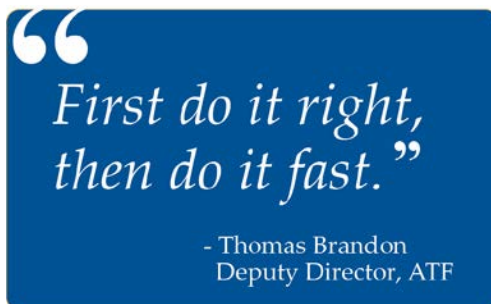 “
First do it right,
then do it fast.”
- Thomas Brandon
Deputy Director, ATF